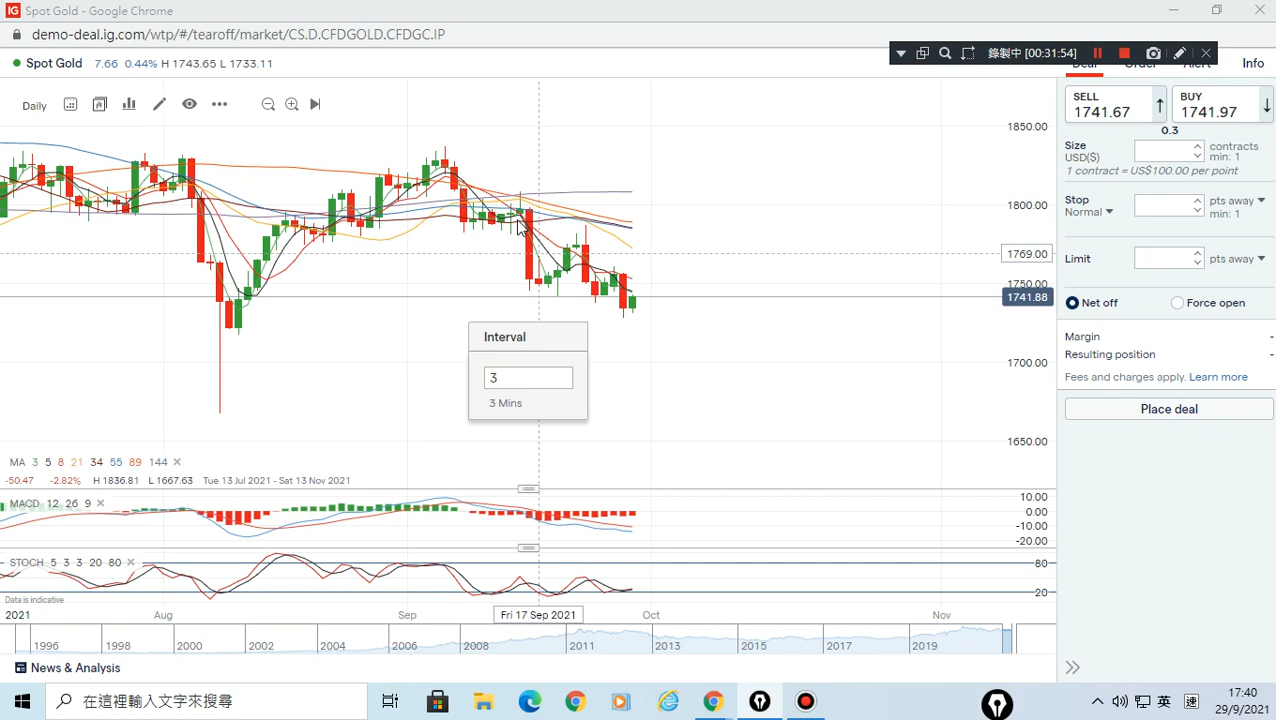 IG Spot Gold - Google Chrome
demo-deal.ig.com/wtp/#/tearoff/market/CS.D.CFDGOLD.CFDGC.IP
錄製中 [00:31:54]
Spot Gold 7.66 0.44% H 1743.65 L 1733.11
Deal Order Alert Info
Daily
SELL
1741.67
BUY
1741.97
0.3
Size
USD($)
contracts
min: 1
1 contract = US$100.00 per point
Stop
Normal
pts away
min: 1
Limit
pts away
Net off
Force open
Margin -
Resulting position -
Fees and charges apply. Learn more
Place deal
1850.00
1800.00
1769.00
1750.00
1741.88
1700.00
1650.00
Interval
3
3 Mins
MA 3 5 8 21 34 55 89 144
-50.47 -2.82% H 1836.81 L 1667.63 Tue 13 Jul 2021 - Sat 13 Nov 2021
MACD 12 26 9
10.00
0.00
-10.00
-20.00
STOCH 5 3 3 20 80
80
20
Data is indicative
2021 Aug Sep Fri 17 Sep 2021 Oct Nov
1996 1998 2000 2002 2004 2006 2008 2011 2013 2015 2017 2019
News & Analysis
在這裡輸入文字來搜尋
英
17:40
29/9/2021